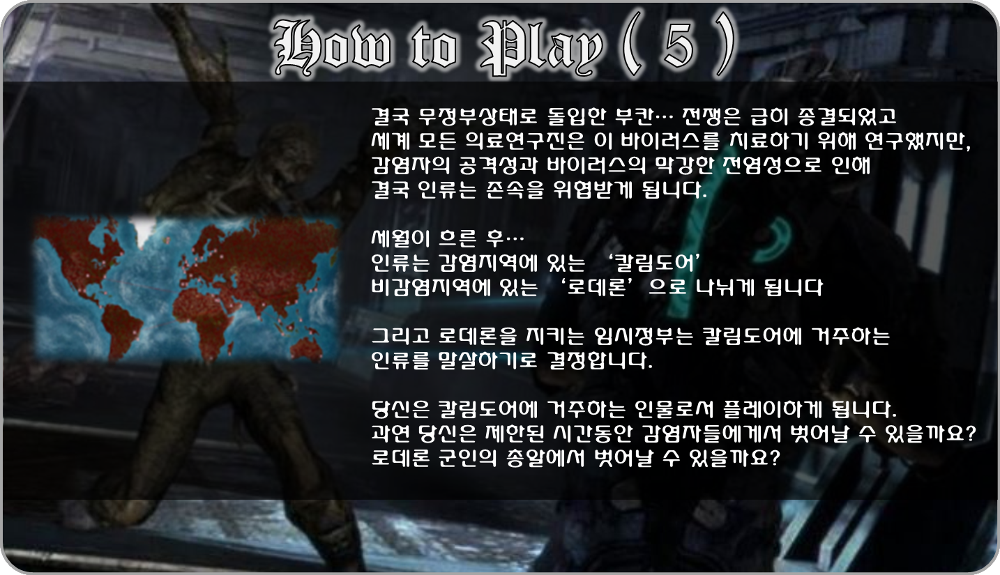 How to Play ( 5 )
결국 무정부상태로 돌입한 부칸… 전쟁은 급히 종결되었고
세계 모든 의료연구진은 이 바이러스를 치료하기 위해 연구했지만,
감염자의 공격성과 바이러스의 막강한 전염성으로 인해
결국 인류는 존속을 위협받게 됩니다.
세월이 흐른 후…
인류는 감염지역에 있는 ‘칼림도어’
비감염지역에 있는 ‘로데론’ 으로 나뉘게 됩니다
그리고 로데론을 지키는 임시정부는 칼림도어에 거주하는
인류를 말살하기로 결정합니다.
당신은 칼림도어에 거주하는 인물로서 플레이하게 됩니다.
과연 당신은 제한된 시간동안 감염자들에게서 벗어날 수 있을까요?
로데론 군인의 총알에서 벗어날 수 있을까요?